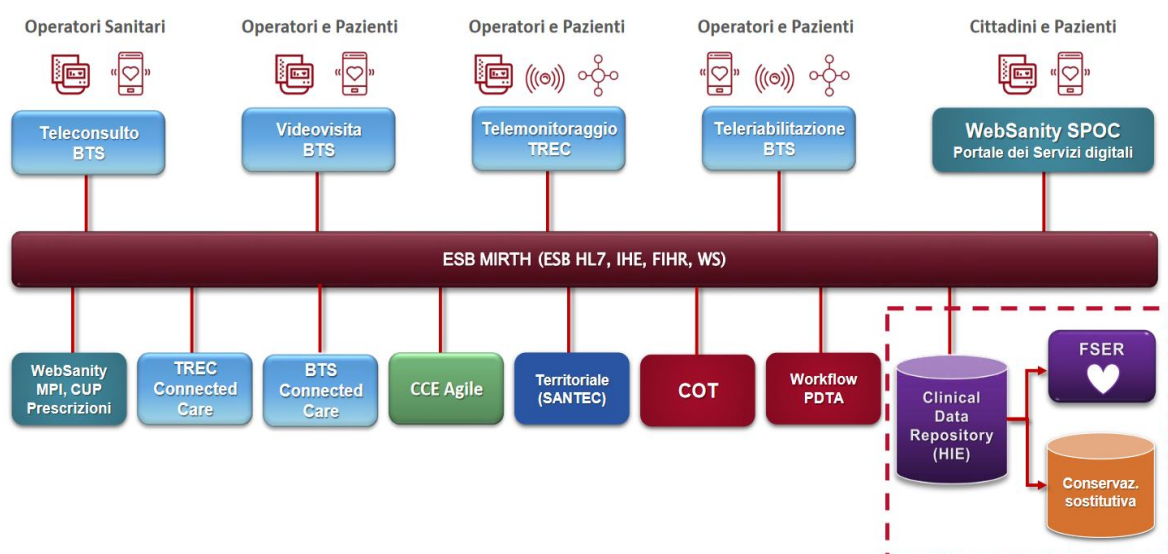 Operatori Sanitari
Operatori e Pazienti
Operatori e Pazienti
Operatori e Pazienti
Cittadini e Pazienti
Teleconsulto
BTS
Videovisita
BTS
Telemonitoraggio
TREC
Teleriabilitazione
BTS
WebSanity SPOC
Portale dei Servizi digitali
ESB MIRTH (ESB HL7, IHE, FIHR, WS)
WebSanity
MPI, CUP
Prescrizioni
TREC
Connected
Care
BTS
Connected
Care
CCE Agile
Territoriale
(SANTEC)
COT
Workflow
PDTA
Clinical
Data
Repository
(HIE)
FSER
Conservaz.
sostitutiva